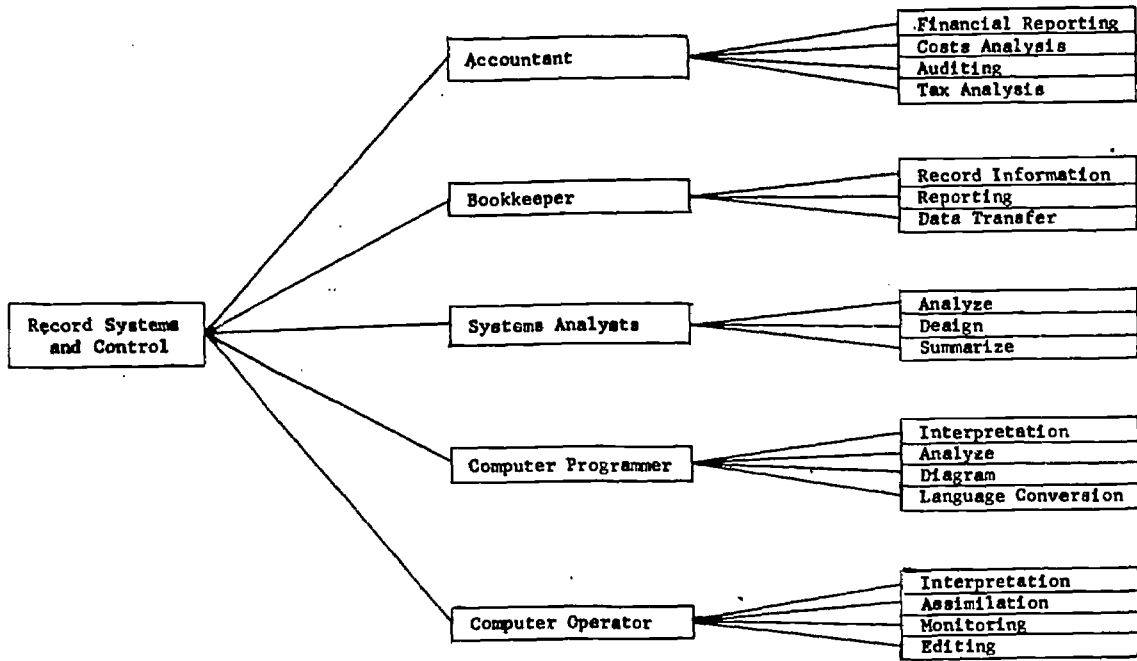 Record Systems
and Control
Accountant
Financial Reporting
Costs Analysis
Auditing
Tax Analysis
Bookkeeper
Record Information
Reporting
Data Transfer
Systems Analysts
Analyze
Design
Summarize
Computer Programmer
Interpretation
Analyze
Diagram
Language Conversion
Computer Operator
Interpretation
Assimilation
Monitoring
Editing